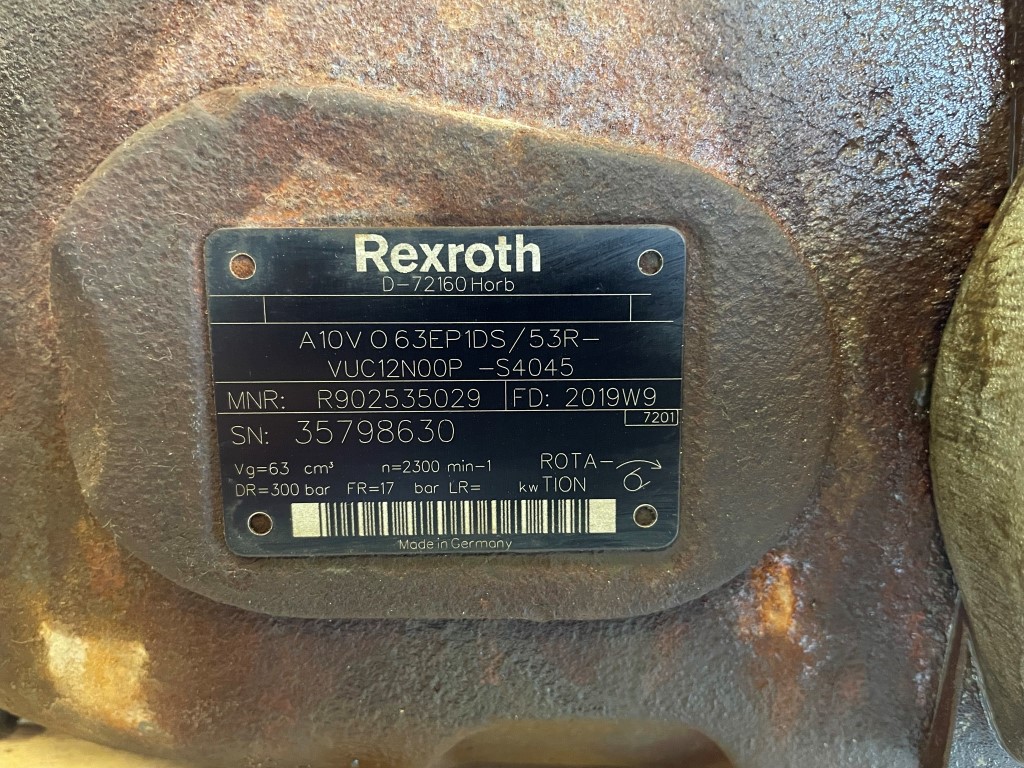 Rexroth
D-72160 Horb
A10V O 63EP1DS/53R-
VUC12N00P -S4045
MNR: R902535029 FD: 2019W9
7201
SN: 35798630
Vg=63 cm³ n=2300 min-1 ROTA-
DR=300 bar FR=17 bar LR= kw TION
Made in Germany